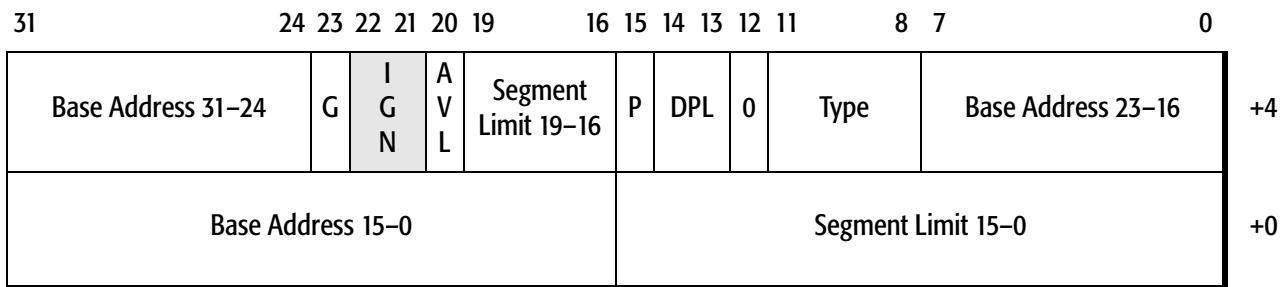 31 24 23 22 21 20 19 16 15 14 13 12 11 8 7 0
Base Address 31–24 G IGN AVL Segment Limit 19–16 P DPL 0 Type Base Address 23–16 +4
Base Address 15–0 Segment Limit 15–0 +0